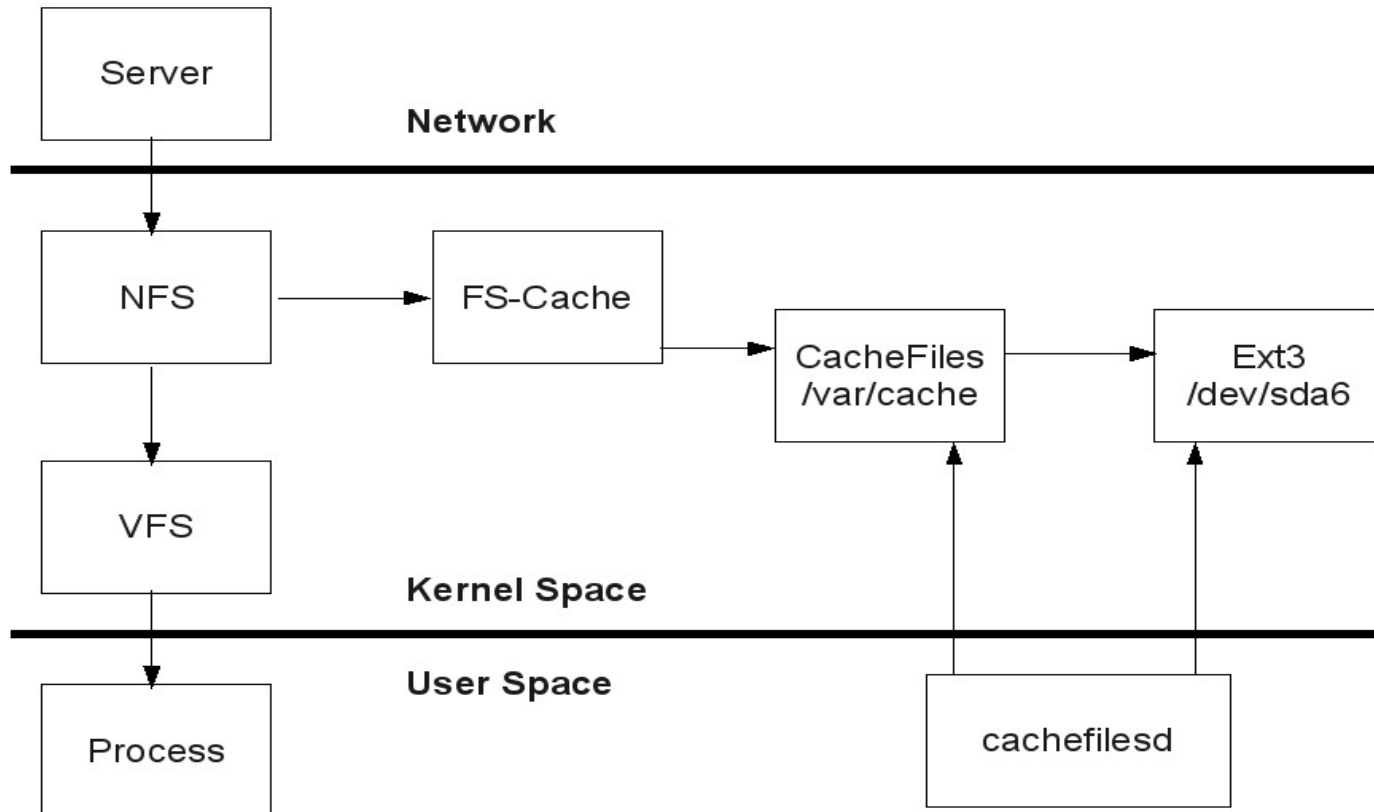 Server
Network
NFS
FS-Cache
CacheFiles
/var/cache
Ext3
/dev/sda6
VFS
Kernel Space
User Space
Process
cachefilesd